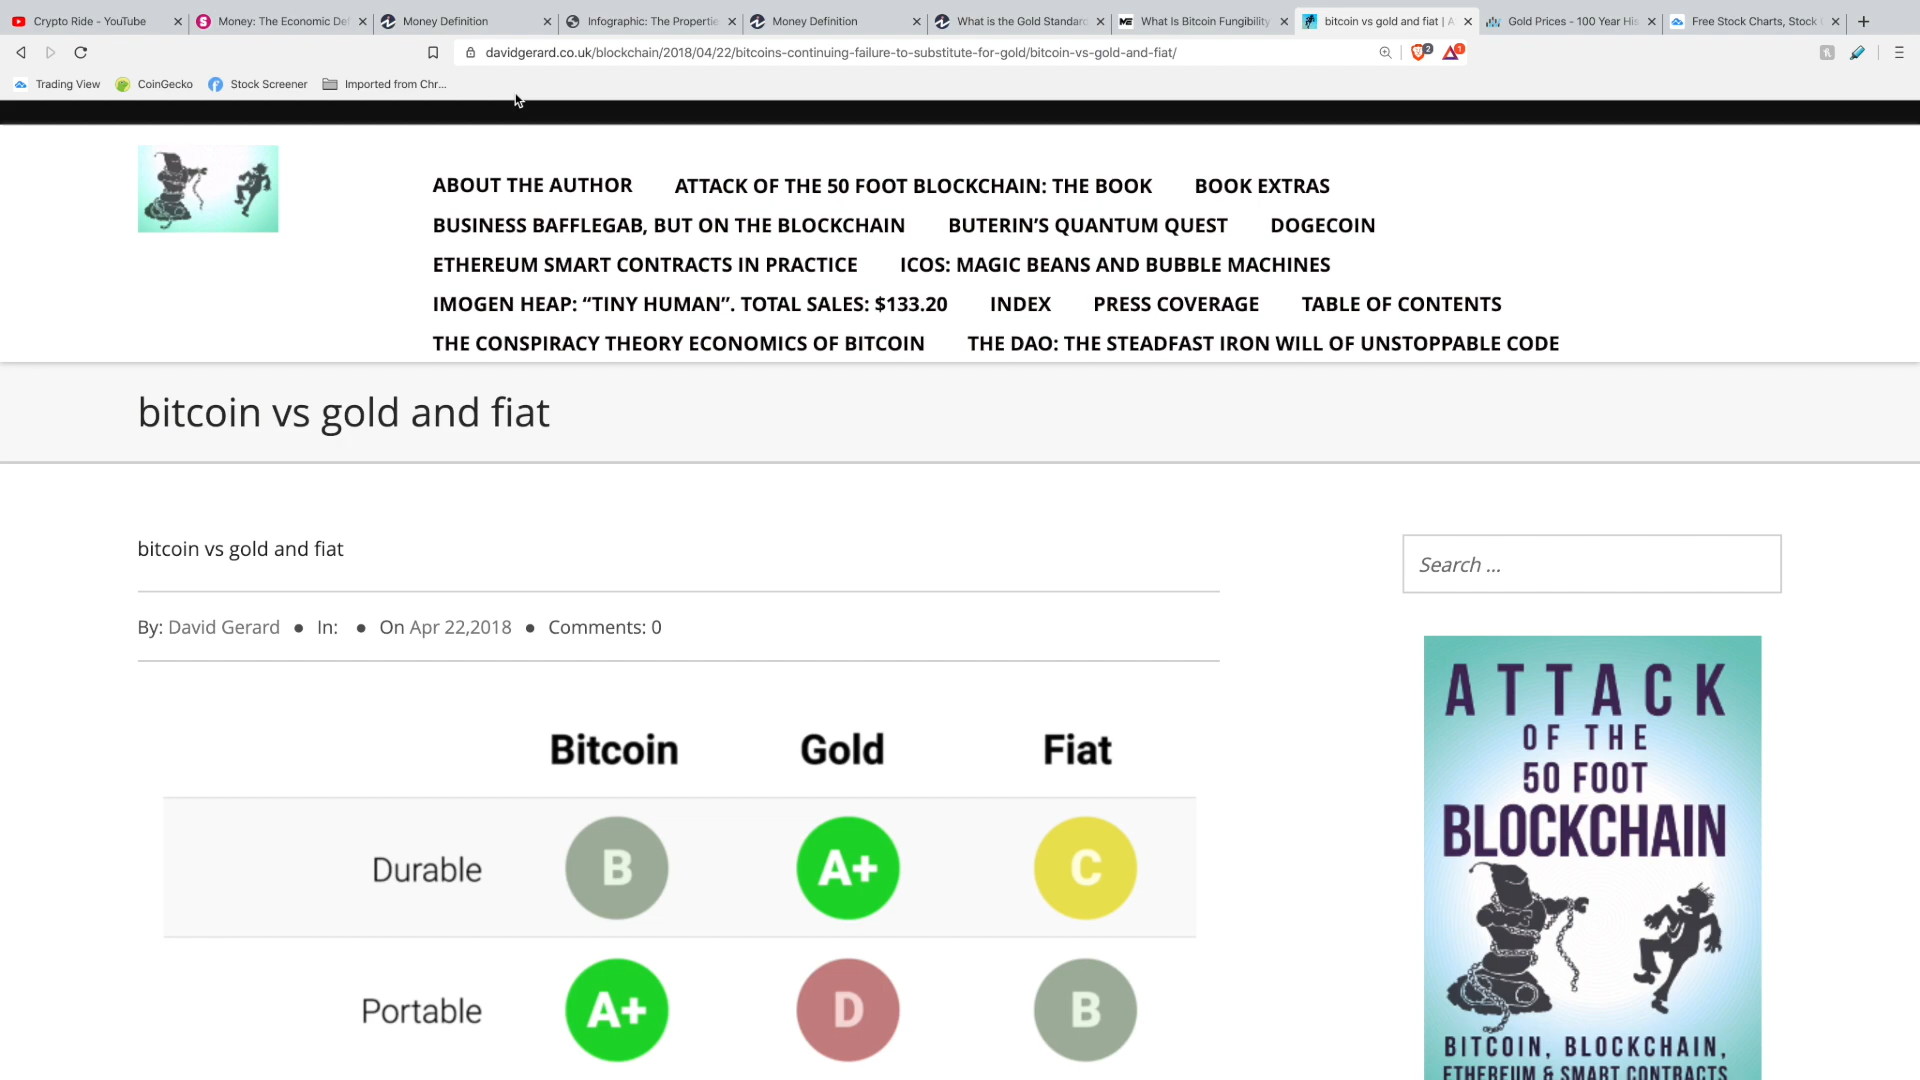 Crypto Ride - YouTube
Money: The Economic De
Money Definition
Infographic: The Propertie
Money Definition
What is the Gold Standard
What Is Bitcoin Fungibility
bitcoin vs gold and fiat | A
Gold Prices - 100 Year His
Free Stock Charts, Stock
davidgerard.co.uk/blockchain/2018/04/22/bitcoins-continuing-failure-to-substitute-for-gold/bitcoin-vs-gold-and-fiat/
2
1
Trading View
CoinGecko
Stock Screener
Imported from Chr...
ABOUT THE AUTHOR ATTACK OF THE 50 FOOT BLOCKCHAIN: THE BOOK BOOK EXTRAS
BUSINESS BAFFLEGAB, BUT ON THE BLOCKCHAIN BUTERIN’S QUANTUM QUEST DOGECOIN
ETHEREUM SMART CONTRACTS IN PRACTICE ICOS: MAGIC BEANS AND BUBBLE MACHINES
IMOGEN HEAP: “TINY HUMAN”. TOTAL SALES: $133.20 INDEX PRESS COVERAGE TABLE OF CONTENTS
THE CONSPIRACY THEORY ECONOMICS OF BITCOIN THE DAO: THE STEADFAST IRON WILL OF UNSTOPPABLE CODE
bitcoin vs gold and fiat
bitcoin vs gold and fiat
By: David Gerard ● In: ● On Apr 22,2018 ● Comments: 0
Bitcoin Gold Fiat
Durable B A+ C
Portable A+ D B
Search ...
ATTACK
OF THE
50 FOOT
BLOCKCHAIN
BITCOIN, BLOCKCHAIN,
ETHEREUM & SMART CONTRACTS